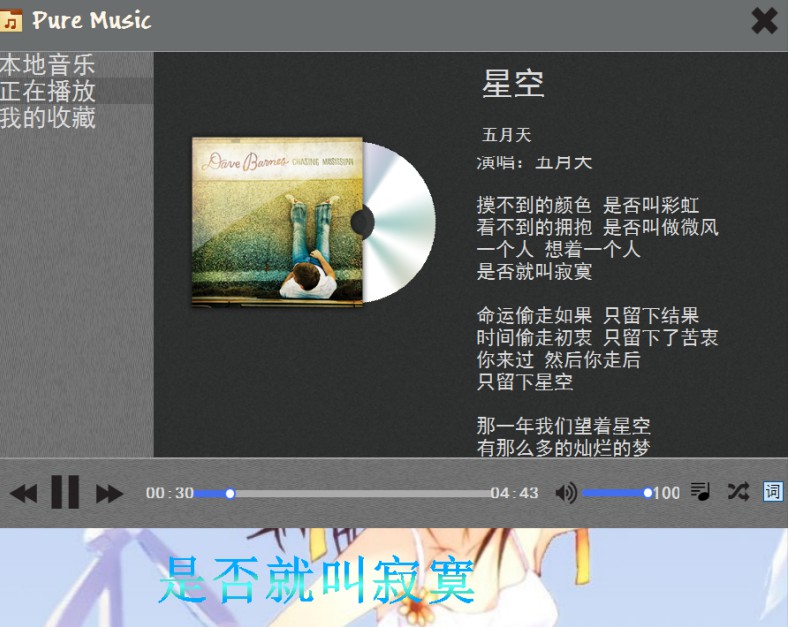 Pure Music
本地音乐
正在播放
我的收藏
Dave Barnes CHASING MISSISSIPPI
星空
五月天
演唱：五月天
摸不到的颜色 是否叫彩虹
看不到的拥抱 是否叫做微风
一个人 想着一个人
是否就叫寂寞
命运偷走如果 只留下结果
时间偷走初衷 只留下了苦衷
你来过 然后你走后
只留下星空
那一年我们望着星空
有那么多的灿烂的梦
00:30
04:43
100
词
是否就叫寂寞